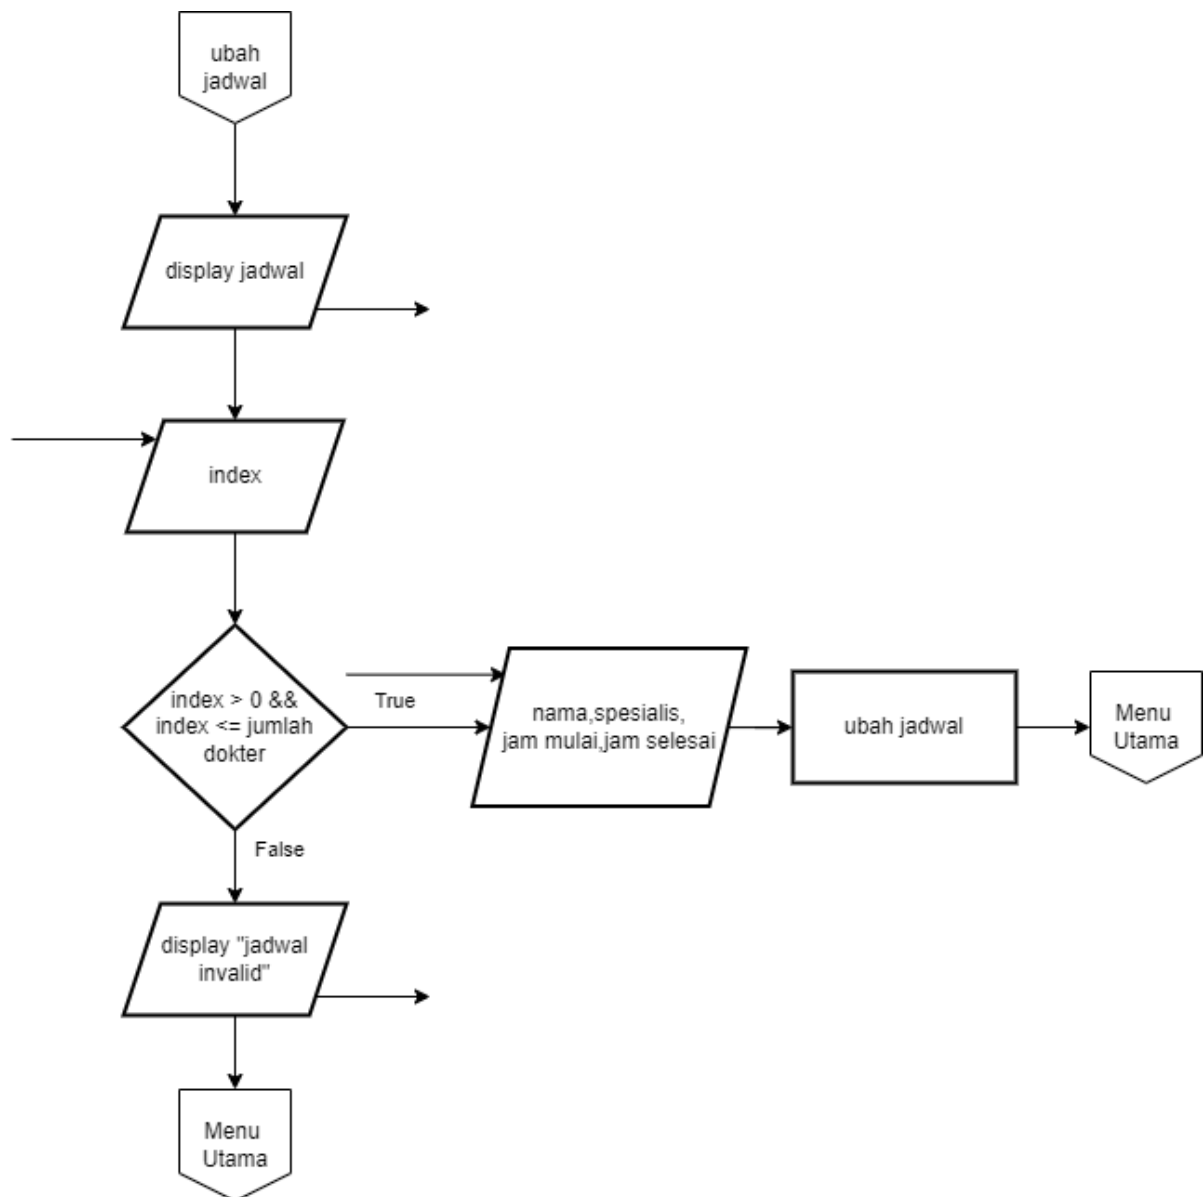 ubah
jadwal
display jadwal
index
index > 0 &&
index <= jumlah
dokter
True
nama,spesialis,
jam mulai,jam selesai
ubah jadwal
Menu
Utama
False
display "jadwal
invalid"
Menu
Utama